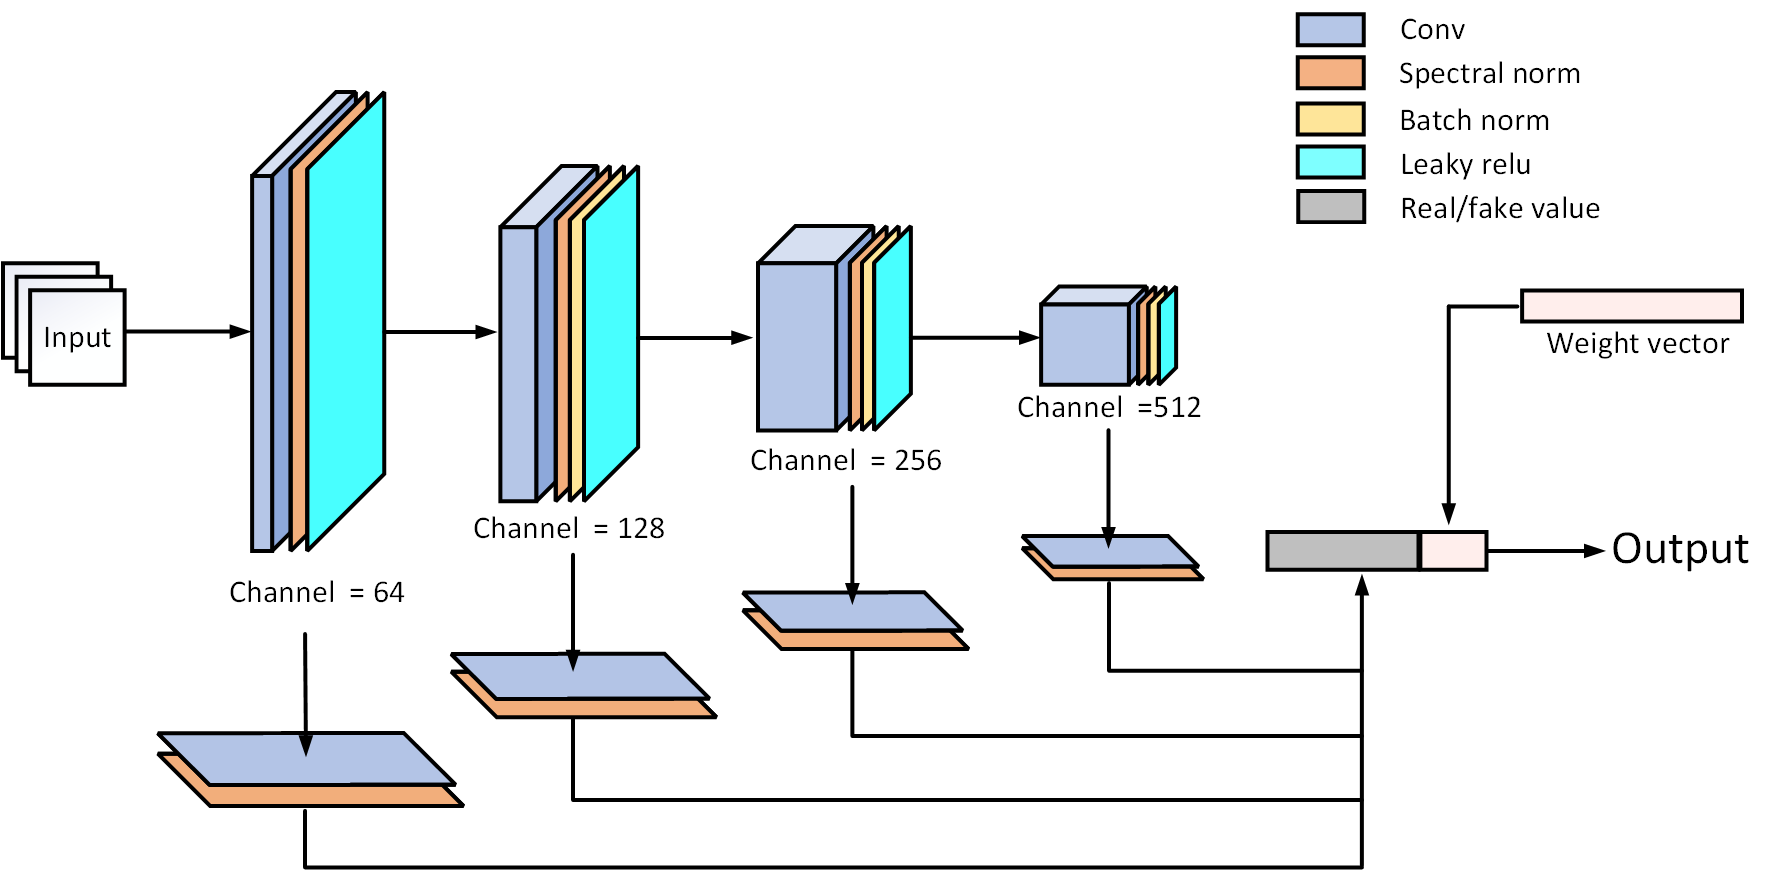 Conv
Spectral norm
Batch norm
Leaky relu
Real/fake value
Input
Weight vector
Channel =512
Channel = 256
Channel = 128
Output
Channel = 64